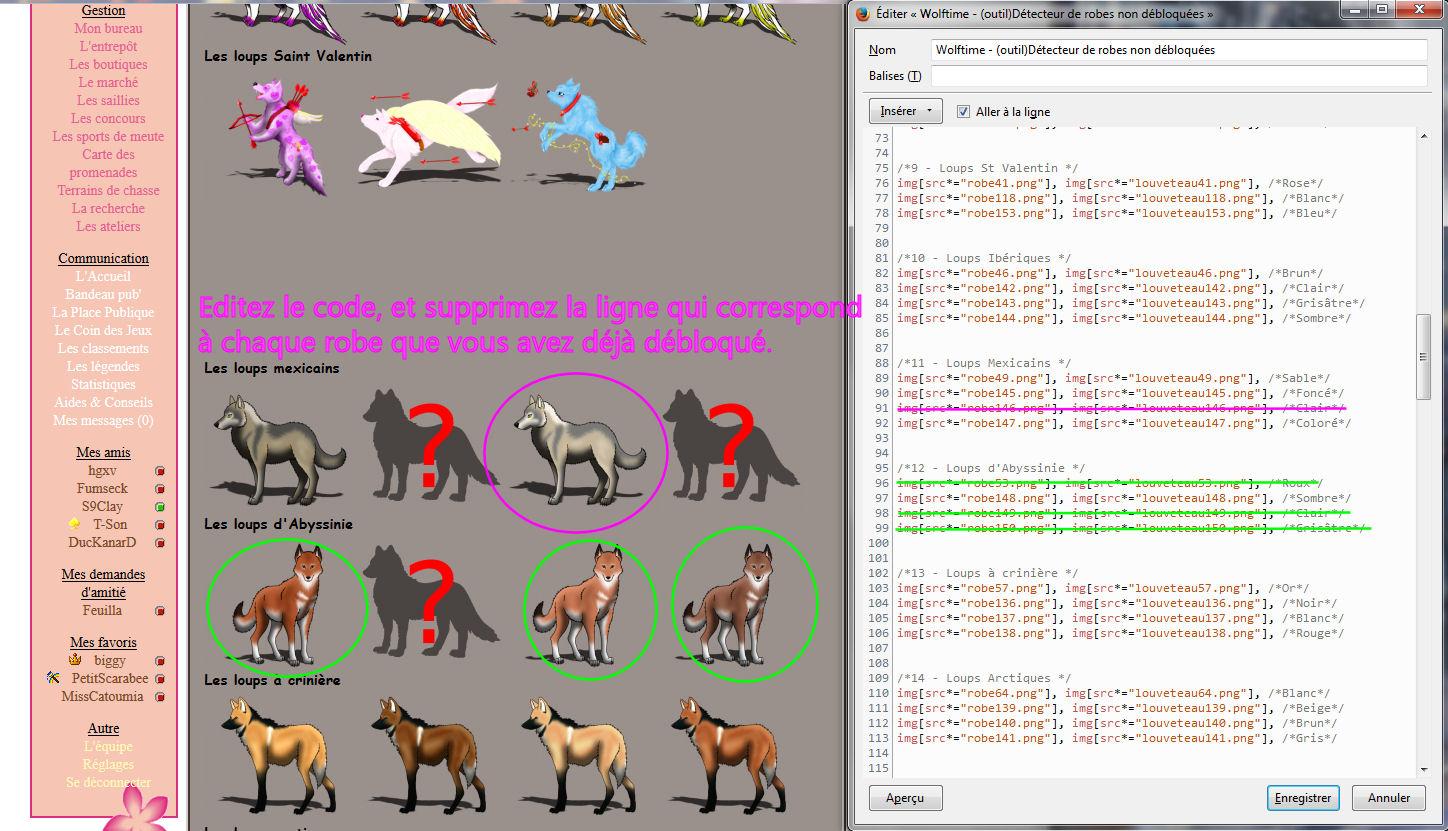 Gestion
Mon bureau
L'entrepôt
Les boutiques
Le marché
Les saillies
Les concours
Les sports de meute
Carte des
promenades
Terrains de chasse
La recherche
Les ateliers
Communication
L'Accueil
Bandeau pub'
La Place Publique
Le Coin des Jeux
Les classements
Les légendes
Statistiques
Aides & Conseils
Mes messages (0)
Mes amis
hgxv
Fumseck
S9Clay
T-Son
DucKanarD
Mes demandes
d'amitié
Feuilla
Mes favoris
biggy
PetitScarabee
MissCatoumia
Autre
L'équipe
Réglages
Se déconnecter
Les loups Saint Valentin
Editez le code, et supprimez la ligne qui correspond
à chaque robe que vous avez déjà débloqué.
Les loups mexicains
?
?
Les loups d'Abyssinie
?
Les loups à crinière
Éditer « Wolftime - (outil)Détecteur de robes non débloquées »
Nom
Wolftime - (outil)Détecteur de robes non débloquées
Balises (T)
Insérer
Aller à la ligne
73
74
75 /*9 - Loups St Valentin */
76 img[src*="robe41.png"], img[src*="louveteau41.png"], /*Rose*/
77 img[src*="robe118.png"], img[src*="louveteau118.png"], /*Blanc*/
78 img[src*="robe153.png"], img[src*="louveteau153.png"], /*Bleu*/
79
80
81 /*10 - Loups Ibériques */
82 img[src*="robe46.png"], img[src*="louveteau46.png"], /*Brun*/
83 img[src*="robe142.png"], img[src*="louveteau142.png"], /*Clair*/
84 img[src*="robe143.png"], img[src*="louveteau143.png"], /*Grisâtre*/
85 img[src*="robe144.png"], img[src*="louveteau144.png"], /*Sombre*/
86
87
88 /*11 - Loups Mexicains */
89 img[src*="robe49.png"], img[src*="louveteau49.png"], /*Sable*/
90 img[src*="robe145.png"], img[src*="louveteau145.png"], /*Foncé*/
91 img[src*="robe146.png"], img[src*="louveteau146.png"], /*Clair*/
92 img[src*="robe147.png"], img[src*="louveteau147.png"], /*Coloré*/
93
94
95 /*12 - Loups d'Abyssinie */
96 img[src*="robe53.png"], img[src*="louveteau53.png"], /*Roux*/
97 img[src*="robe148.png"], img[src*="louveteau148.png"], /*Sombre*/
98 img[src*="robe149.png"], img[src*="louveteau149.png"], /*Clair*/
99 img[src*="robe150.png"], img[src*="louveteau150.png"], /*Grisâtre*/
100
101
102 /*13 - Loups à crinière */
103 img[src*="robe57.png"], img[src*="louveteau57.png"], /*Or*/
104 img[src*="robe136.png"], img[src*="louveteau136.png"], /*Noir*/
105 img[src*="robe137.png"], img[src*="louveteau137.png"], /*Blanc*/
106 img[src*="robe138.png"], img[src*="louveteau138.png"], /*Rouge*/
107
108
109 /*14 - Loups Arctiques */
110 img[src*="robe64.png"], img[src*="louveteau64.png"], /*Blanc*/
111 img[src*="robe139.png"], img[src*="louveteau139.png"], /*Beige*/
112 img[src*="robe140.png"], img[src*="louveteau140.png"], /*Brun*/
113 img[src*="robe141.png"], img[src*="louveteau141.png"], /*Gris*/
114
115
Aperçu
Enregistrer
Annuler